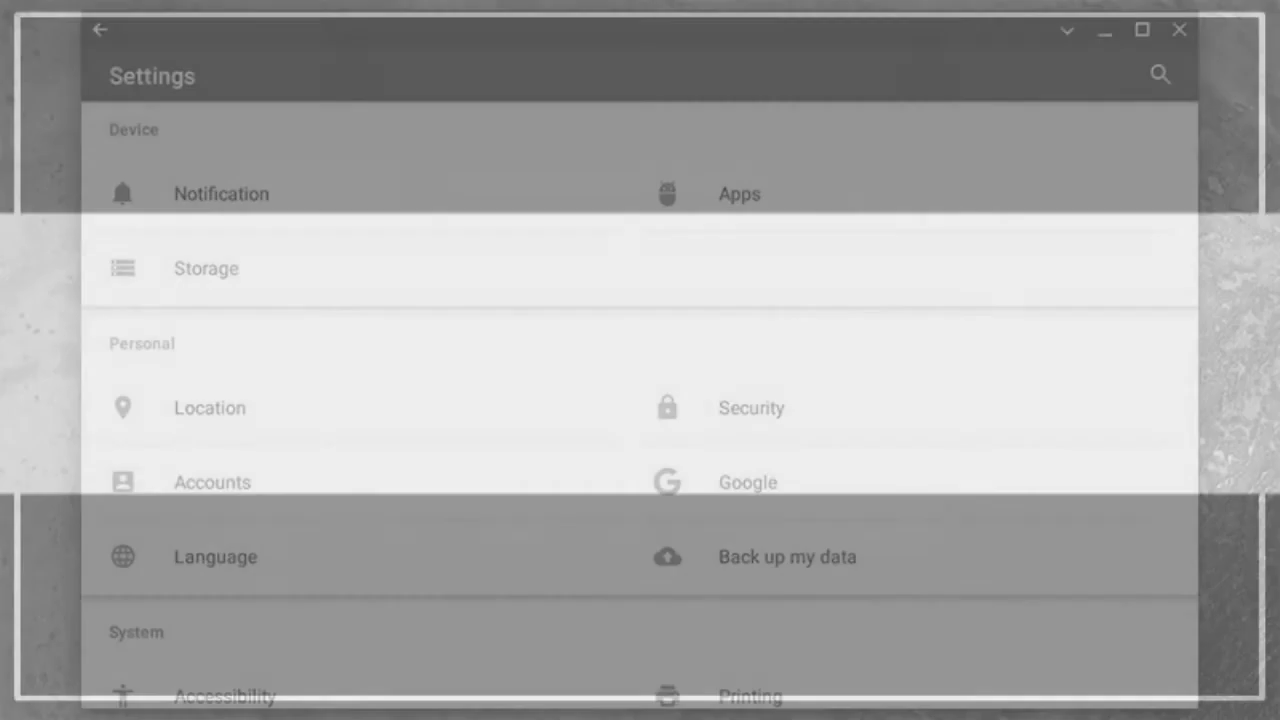 Settings
Device
Notification Apps
Storage
Personal
Location Security
Accounts Google
Language Back up my data
System
Accessibility Printing